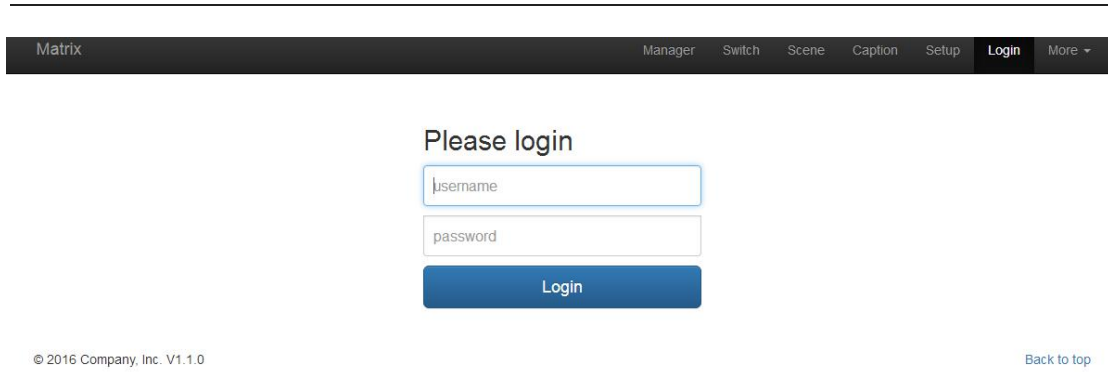 Matrix Manager Switch Scene Caption Setup Login More
Please login
username
password
Login
© 2016 Company, Inc. V1.1.0 Back to top